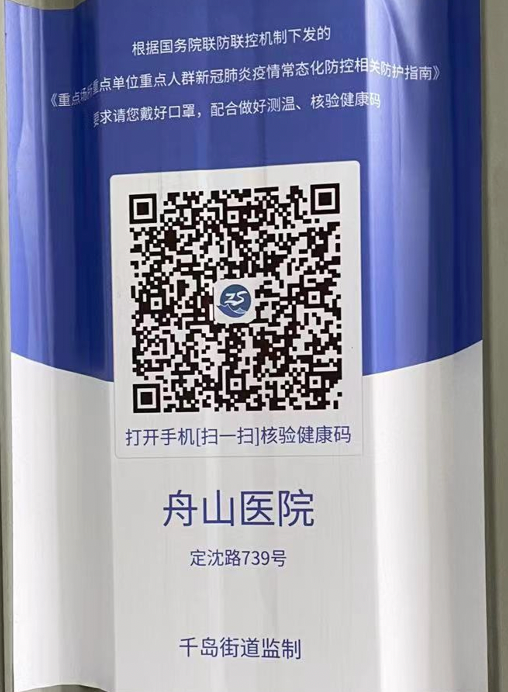 根据国务院联防联控机制下发的
《重点场所重点单位重点人群新冠肺炎疫情常态化防控相关防护指南》
要求请您戴好口罩，配合做好测温、核验健康码
ZS
打开手机[扫一扫]核验健康码
舟山医院
定沈路739号
千岛街道监制